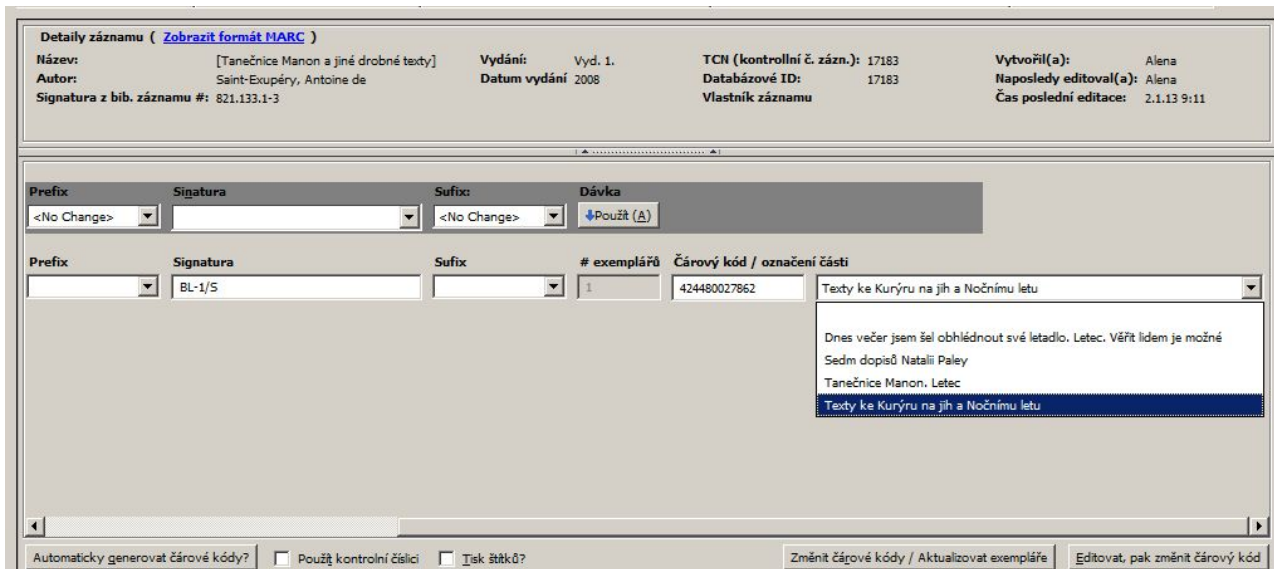 Detaily záznamu ( Zobrazit formát MARC )
Název: [Tanečnice Manon a jiné drobné texty] Vydání: Vyd. 1. TCN (kontrollní č. zázn.): 17183 Vytvořil(a): Alena
Autor: Saint-Exupéry, Antoine de Datum vydání 2008 Databázové ID: 17183 Naposledy editoval(a): Alena
Signatura z bib. záznamu #: 821.133.1-3 Vlastník záznamu Čas poslední editace: 2.1.13 9:11
Prefix Sinatura Sufix: Dávka
<No Change> <No Change> Použít (A)
Prefix Signatura Sufix # exemplářů Čárový kód / označení části
BL-1/S 1 424480027862 Texty ke Kurýru na jih a Nočnímu letu
Dnes večer jsem šel obhlédnout své letadlo. Letec. Věřit lidem je možné
Sedm dopisů Natalii Paley
Tanečnice Manon. Letec
Texty ke Kurýru na jih a Nočnímu letu
Automaticky generovat čárové kódy? Použít kontrolní číslici Tisk štítků? Změnit čárové kódy / Aktualizovat exempláře Editovat, pak změnit čárový kód